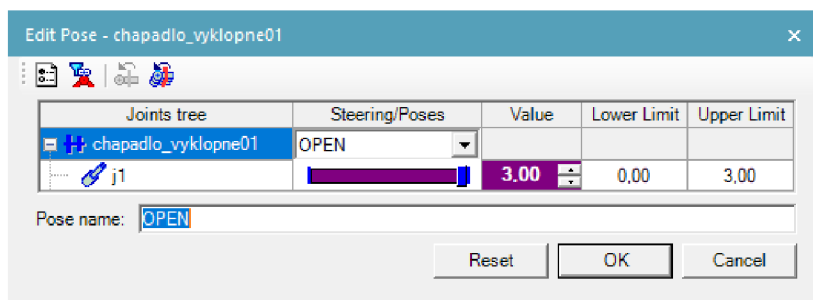 Edit Pose - chapadlo_vyklopne01
Joints tree Steering/Poses Value Lower Limit Upper Limit
chapadlo_vyklopne01 OPEN
j1 3,00 0,00 3,00
Pose name: OPEN
Reset OK Cancel